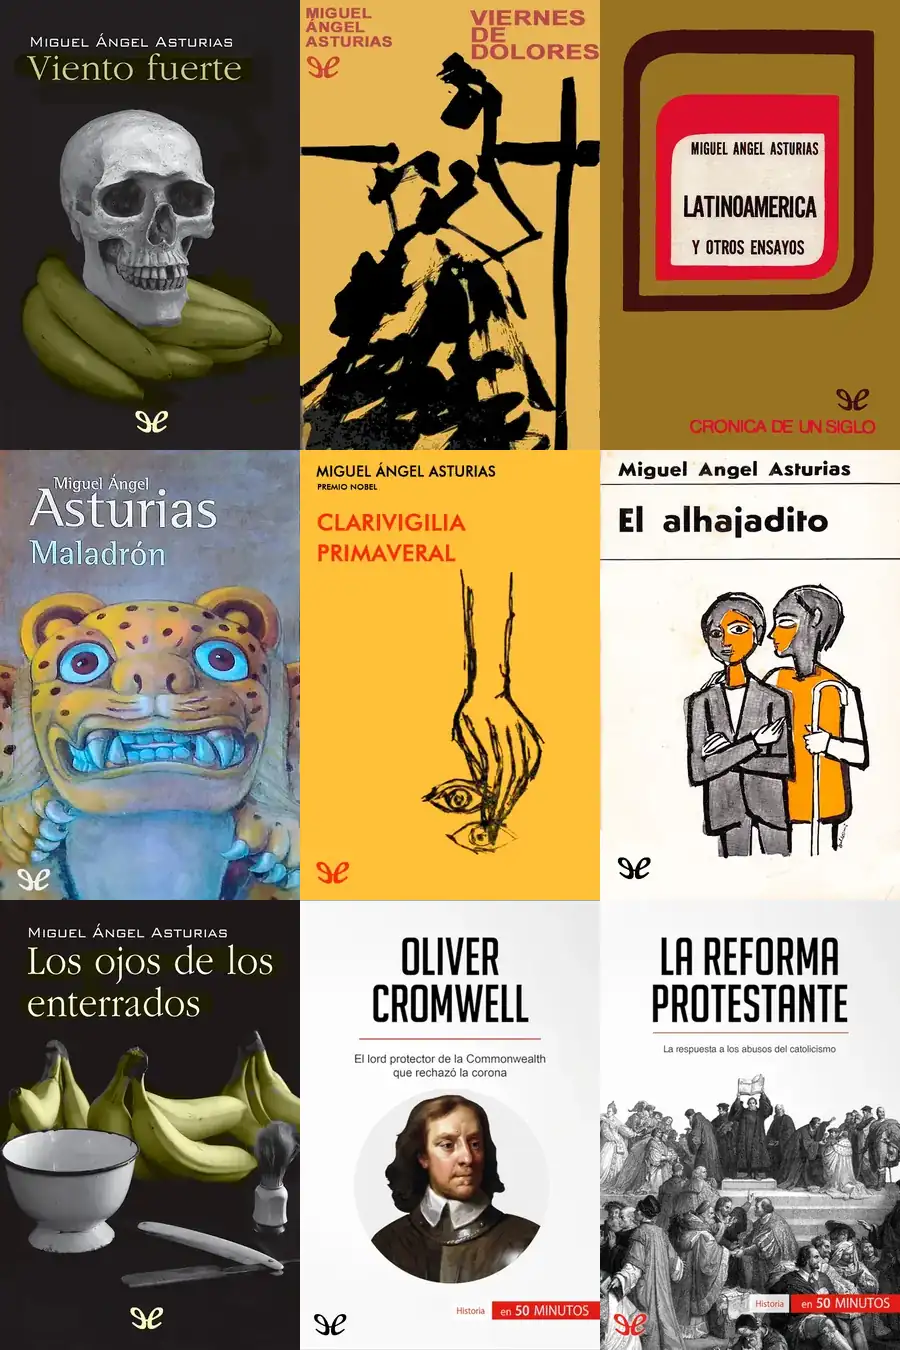 MIGUEL ÁNGEL ASTURIAS
Viento fuerte
MIGUEL
ÁNGEL
ASTURIAS
VIERNES
DE
DOLORES
MIGUEL ANGEL ASTURIAS
LATINOAMERICA
Y OTROS ENSAYOS
CRONICA DE UN SIGLO
Miguel Ángel
Asturias
Maladrón
MIGUEL ÁNGEL ASTURIAS
PREMIO NOBEL
CLARIVIGILIA
PRIMAVERAL
Miguel Angel Asturias
El alhajadito
MIGUEL ÁNGEL ASTURIAS
Los ojos de los
enterrados
OLIVER
CROMWELL
El lord protector de la Commonwealth
que rechazó la corona
Historia
en 50 MINUTOS
LA REFORMA
PROTESTANTE
La respuesta a los abusos del catolicismo
Historia
en 50 MINUTOS